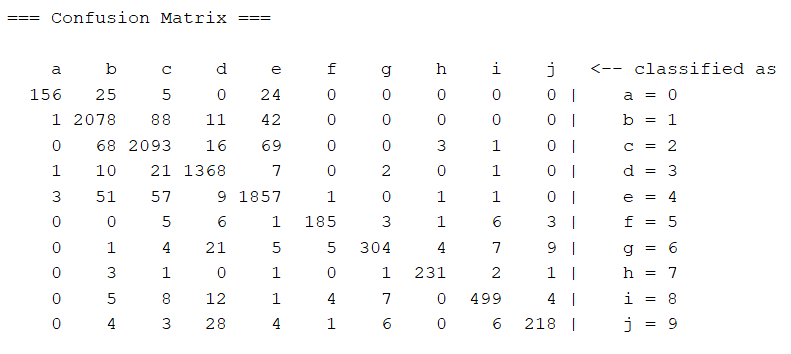 === Confusion Matrix ===
a b c d e f g h i j <-- classified as
156 25 5 0 24 0 0 0 0 0 | a = 0
1 2078 88 11 42 0 0 0 0 0 | b = 1
0 68 2093 16 69 0 0 3 1 0 | c = 2
1 10 21 1368 7 0 2 0 1 0 | d = 3
3 51 57 9 1857 1 0 1 1 0 | e = 4
0 0 5 6 1 185 3 1 6 3 | f = 5
0 1 4 21 5 5 304 4 7 9 | g = 6
0 3 1 0 1 0 1 231 2 1 | h = 7
0 5 8 12 1 4 7 0 499 4 | i = 8
0 4 3 28 4 1 6 0 6 218 | j = 9